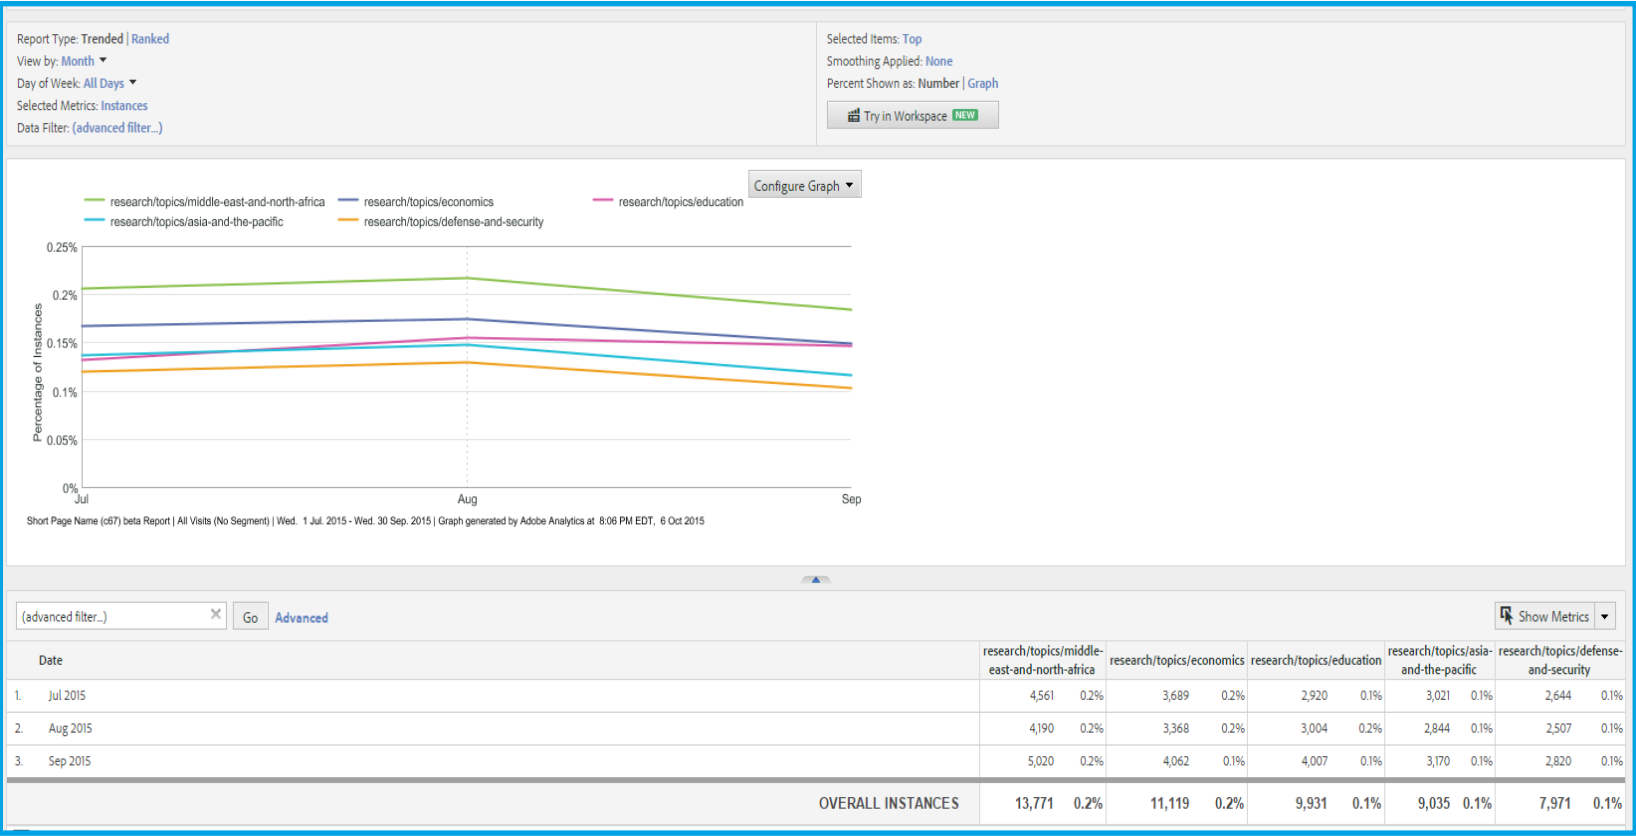 Report Type: Trended | Ranked
View by: Month
Day of Week: All Days
Selected Metrics: Instances
Data Filter: (advanced filter...)
Selected Items: Top
Smoothing Applied: None
Percent Shown as: Number | Graph
Try in Workspace NEW
Configure Graph
research/topics/middle-east-and-north-africa research/topics/economics research/topics/education
research/topics/asia-and-the-pacific research/topics/defense-and-security
Percentage of Instances
0.25%
0.2%
0.15%
0.1%
0.05%
0%
Jul Aug Sep
Short Page Name (c67) beta Report | All Visits (No Segment) | Wed. 1 Jul. 2015 - Wed. 30 Sep. 2015 | Graph generated by Adobe Analytics at 8:06 PM EDT, 6 Oct 2015
(advanced filter...) Go Advanced Show Metrics
Date research/topics/middle-east-and-north-africa research/topics/economics research/topics/education research/topics/asia-and-the-pacific research/topics/defense-and-security
1. Jul 2015 4,561 0.2% 3,689 0.2% 2,920 0.1% 3,021 0.1% 2,644 0.1%
2. Aug 2015 4,190 0.2% 3,368 0.2% 3,004 0.2% 2,844 0.1% 2,507 0.1%
3. Sep 2015 5,020 0.2% 4,062 0.1% 4,007 0.1% 3,170 0.1% 2,820 0.1%
OVERALL INSTANCES 13,771 0.2% 11,119 0.2% 9,931 0.1% 9,035 0.1% 7,971 0.1%